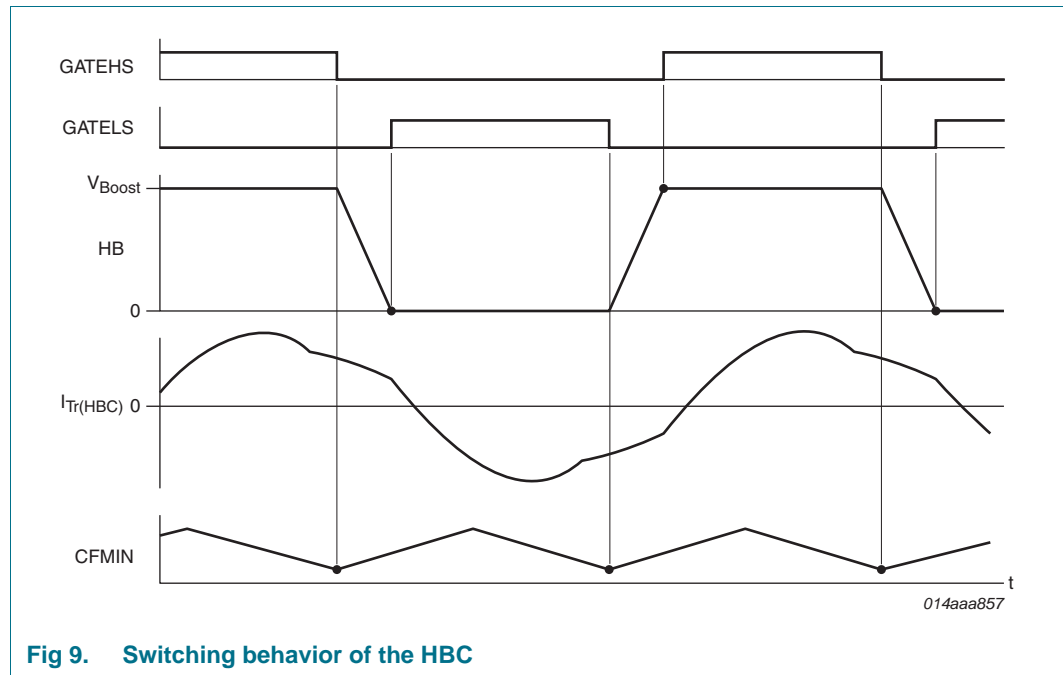 GATEHS
GATELS
VBoost
HB
0
ITr(HBC) 0
CFMIN
t
014aaa857
Fig 9. Switching behavior of the HBC